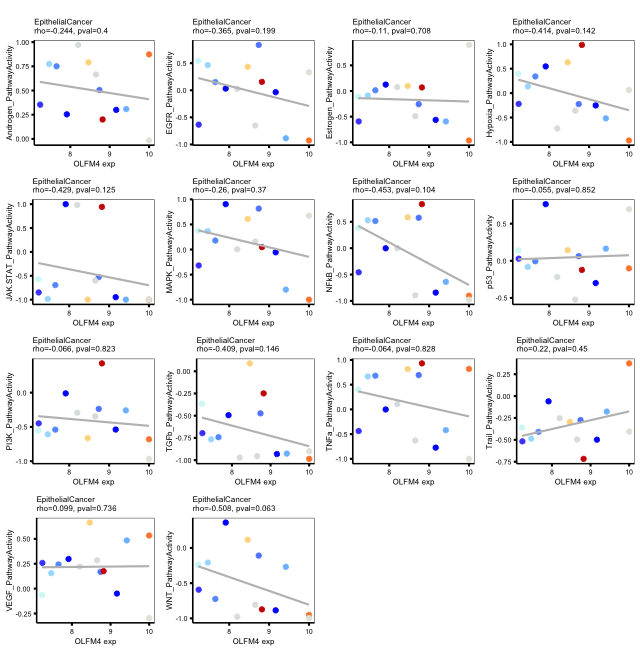 EpithelialCancer
rho=-0.244, pval=0.4
Androgen_PathwayActivity
1.00
0.75
0.50
0.25
0.00
8
9
10
OLFM4 exp
EpithelialCancer
rho=-0.365, pval=0.199
EGFR_PathwayActivity
0.5
0.0
-0.5
-1.0
8
9
10
OLFM4 exp
EpithelialCancer
rho=-0.11, pval=0.708
Estrogen_PathwayActivity
0.5
0.0
-0.5
-1.0
8
9
10
OLFM4 exp
EpithelialCancer
rho=-0.414, pval=0.142
Hypoxia_PathwayActivity
1.0
0.5
0.0
-0.5
-1.0
8
9
10
OLFM4 exp
EpithelialCancer
rho=-0.429, pval=0.125
JAK.STAT_PathwayActivity
1.0
0.5
0.0
-0.5
-1.0
8
9
10
OLFM4 exp
EpithelialCancer
rho=-0.26, pval=0.37
MAPK_PathwayActivity
1.0
0.5
0.0
-0.5
-1.0
8
9
10
OLFM4 exp
EpithelialCancer
rho=-0.453, pval=0.104
NFkB_PathwayActivity
0.5
0.0
-0.5
-1.0
8
9
10
OLFM4 exp
EpithelialCancer
rho=-0.055, pval=0.852
p53_PathwayActivity
0.5
0.0
-0.5
8
9
10
OLFM4 exp
EpithelialCancer
rho=-0.066, pval=0.823
PI3K_PathwayActivity
0.0
-0.5
-1.0
8
9
10
OLFM4 exp
EpithelialCancer
rho=-0.409, pval=0.146
TGFb_PathwayActivity
0.00
-0.25
-0.50
-0.75
-1.00
8
9
10
OLFM4 exp
EpithelialCancer
rho=-0.064, pval=0.828
TNFa_PathwayActivity
1.0
0.5
0.0
-0.5
-1.0
8
9
10
OLFM4 exp
EpithelialCancer
rho=0.22, pval=0.45
Trail_PathwayActivity
0.25
0.00
-0.25
-0.50
-0.75
8
9
10
OLFM4 exp
EpithelialCancer
rho=0.099, pval=0.736
VEGF_PathwayActivity
0.50
0.25
0.00
-0.25
8
9
10
OLFM4 exp
EpithelialCancer
rho=-0.508, pval=0.063
WNT_PathwayActivity
0.0
-0.5
-1.0
8
9
10
OLFM4 exp